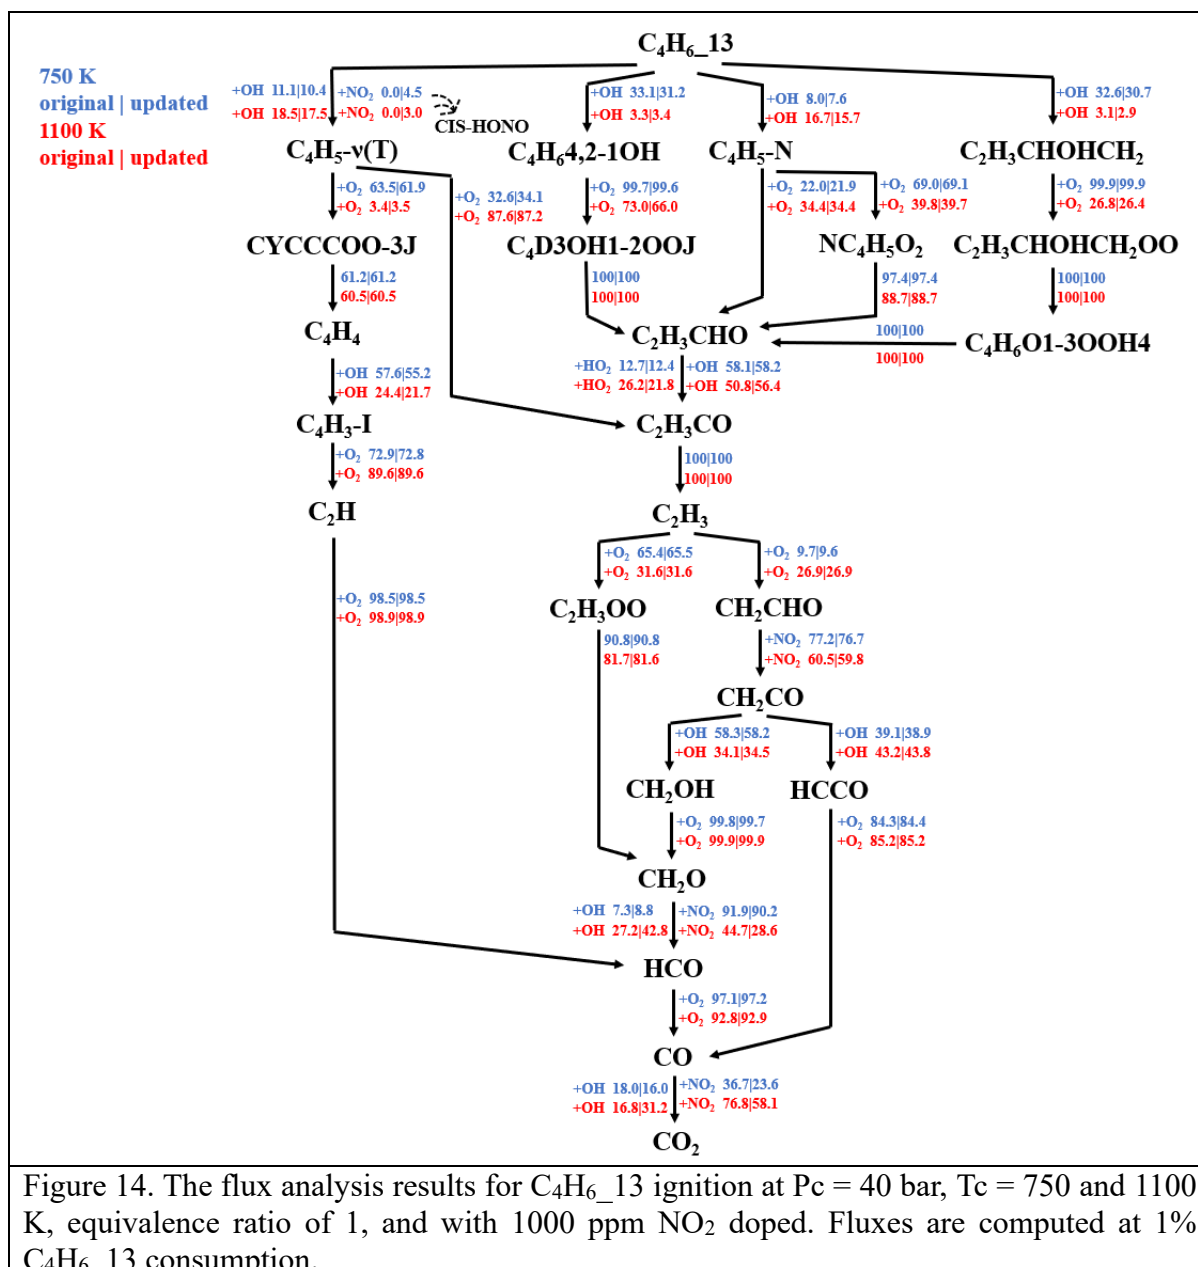 C₄H₆_13
750 K
original | updated
1100 K
original | updated
+OH 11.1|10.4
+OH 18.5|17.5
+NO₂ 0.0|4.5
+NO₂ 0.0|3.0
CIS-HONO
+OH 33.1|31.2
+OH 3.3|3.4
+OH 8.0|7.6
+OH 16.7|15.7
+OH 32.6|30.7
+OH 3.1|2.9
C₄H₅-v(T)
C₄H₆4,2-1OH
C₄H₅-N
C₂H₃CHOHCH₂
+O₂ 63.5|61.9
+O₂ 3.4|3.5
+O₂ 32.6|34.1
+O₂ 87.6|87.2
+O₂ 99.7|99.6
+O₂ 73.0|66.0
+O₂ 22.0|21.9
+O₂ 34.4|34.4
+O₂ 69.0|69.1
+O₂ 39.8|39.7
+O₂ 99.9|99.9
+O₂ 26.8|26.4
CYCCCOO-3J
C₄D3OH1-2OOJ
NC₄H₅O₂
C₂H₃CHOHCH₂OO
61.2|61.2
60.5|60.5
100|100
100|100
97.4|97.4
88.7|88.7
100|100
100|100
C₄H₄
C₂H₃CHO
100|100
100|100
C₄H₆O1-3OOH4
+OH 57.6|55.2
+OH 24.4|21.7
+HO₂ 12.7|12.4
+HO₂ 26.2|21.8
+OH 58.1|58.2
+OH 50.8|56.4
C₄H₃-I
C₂H₃CO
+O₂ 72.9|72.8
+O₂ 89.6|89.6
100|100
100|100
C₂H
C₂H₃
+O₂ 65.4|65.5
+O₂ 31.6|31.6
+O₂ 9.7|9.6
+O₂ 26.9|26.9
+O₂ 98.5|98.5
+O₂ 98.9|98.9
C₂H₃OO
CH₂CHO
90.8|90.8
81.7|81.6
+NO₂ 77.2|76.7
+NO₂ 60.5|59.8
CH₂CO
+OH 58.3|58.2
+OH 34.1|34.5
+OH 39.1|38.9
+OH 43.2|43.8
CH₂OH
HCCO
+O₂ 99.8|99.7
+O₂ 99.9|99.9
+O₂ 84.3|84.4
+O₂ 85.2|85.2
CH₂O
+OH 7.3|8.8
+OH 27.2|42.8
+NO₂ 91.9|90.2
+NO₂ 44.7|28.6
HCO
+O₂ 97.1|97.2
+O₂ 92.8|92.9
CO
+OH 18.0|16.0
+OH 16.8|31.2
+NO₂ 36.7|23.6
+NO₂ 76.8|58.1
CO₂
Figure 14. The flux analysis results for C₄H₆_13 ignition at Pc = 40 bar, Tc = 750 and 1100
K, equivalence ratio of 1, and with 1000 ppm NO₂ doped. Fluxes are computed at 1%
C₄H₆_13 consumption.